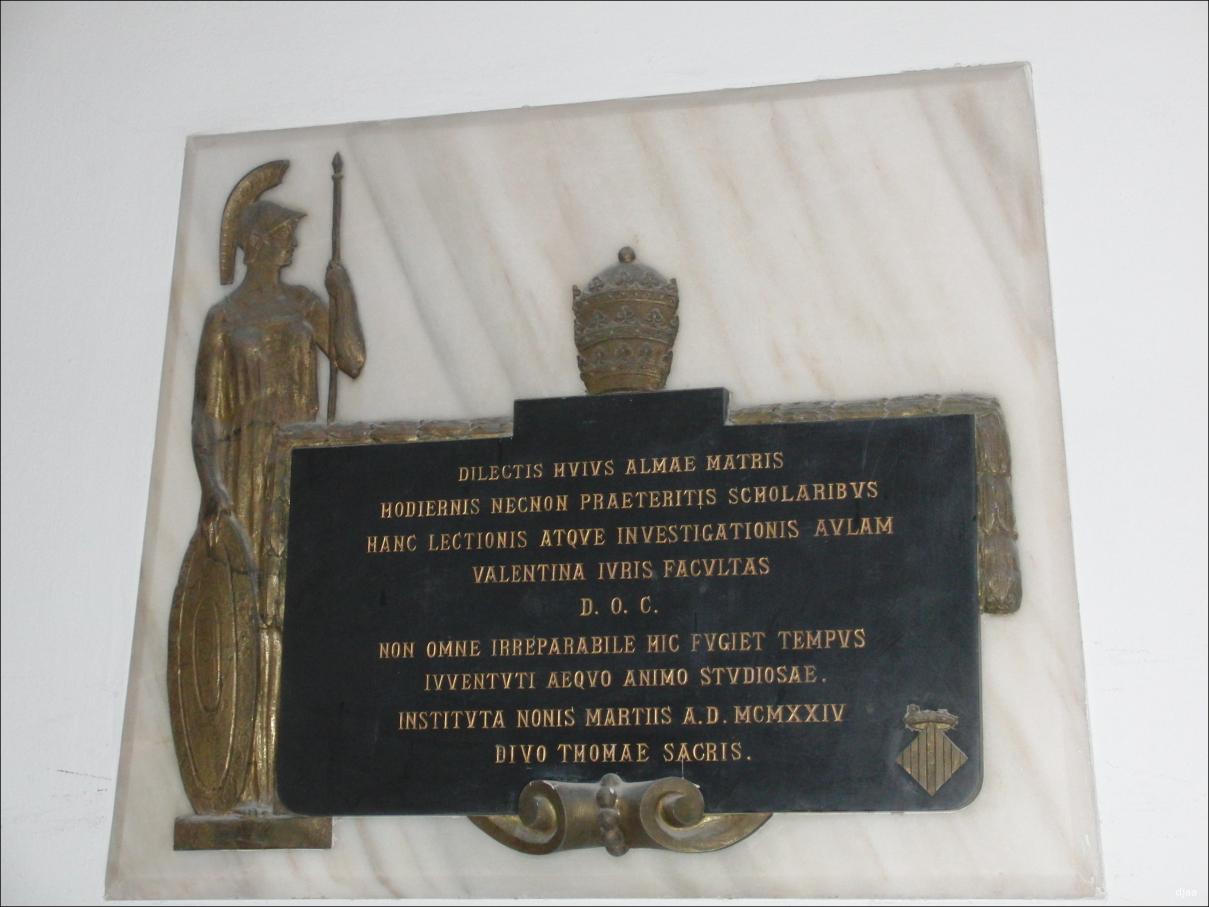 DILECTIS HVIVS ALMAE MATRIS
HODIERNIS NECNON PRAETERITIS SCHOLARIBVS
HANC LECTIONIS ATQVE INVESTIGATIONIS AVLAM
VALENTINA IVRIS FACVLTAS
D. O. C.
NON OMNE IRREPARABILE HIC FVGIET TEMPVS
IVVENTVTI AEQVO ANIMO STVDIOSAE.
INSTITVTA NONIS MARTIIS A.D. MCMXXIV
DIVO THOMAE SACRIS.
djaa